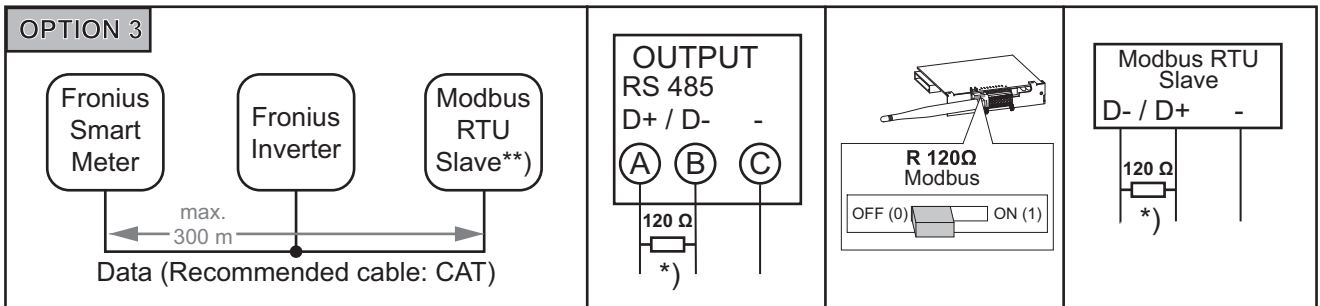 OPTION 3
Fronius
Smart
Meter
Fronius
Inverter
Modbus
RTU
Slave**)
max.
300 m
Data (Recommended cable: CAT)
OUTPUT
RS 485
D+ / D- -
A B C
120 Ω
*)
R 120Ω
Modbus
OFF (0) ON (1)
Modbus RTU
Slave
D- / D+ -
120 Ω
*)